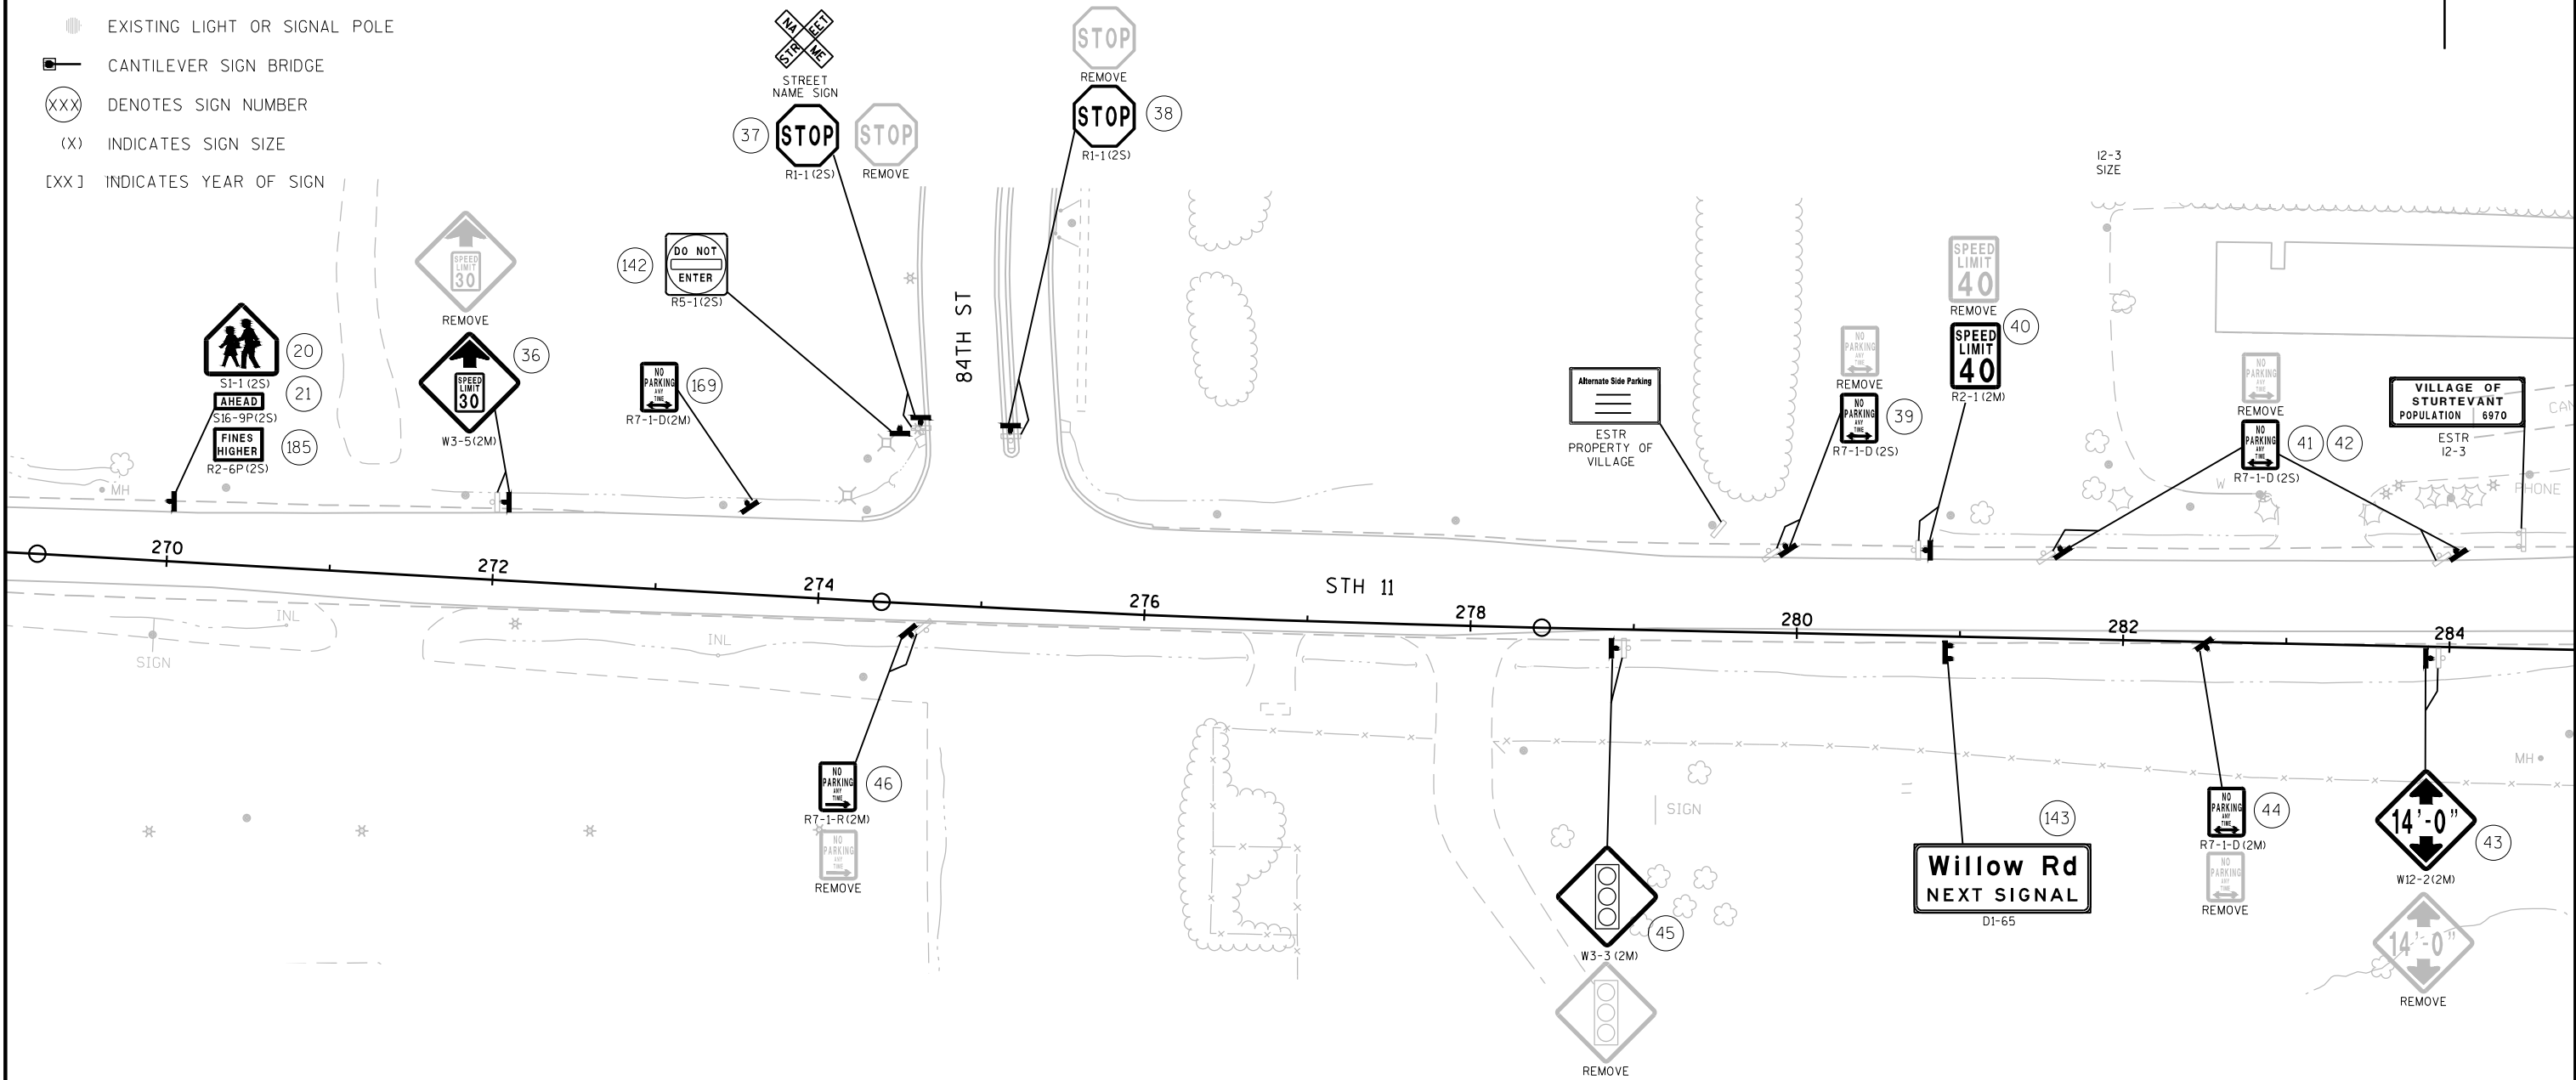 EXISTING LIGHT OR SIGNAL POLE
CANTILEVER SIGN BRIDGE
XXX DENOTES SIGN NUMBER
(X) INDICATES SIGN SIZE
[XX] INDICATES YEAR OF SIGN
NA
EET
STR
ME
STREET
NAME SIGN
37
STOP
R1-1(2S)
STOP
REMOVE
STOP
REMOVE
STOP
38
R1-1(2S)
12-3
SIZE
SPEED
LIMIT
30
REMOVE
SPEED
LIMIT
30
36
W3-5(2M)
20
S1-1 (2S)
21
AHEAD
S16-9P(2S)
FINES
HIGHER
185
R2-6P(2S)
142
DO NOT
ENTER
R5-1(2S)
NO
PARKING
ANY
TIME
169
R7-1-D(2M)
84TH ST
Alternate Side Parking
ESTR
PROPERTY OF
VILLAGE
NO
PARKING
ANY
TIME
REMOVE
NO
PARKING
ANY
TIME
39
R7-1-D(2S)
SPEED
LIMIT
40
REMOVE
40
SPEED
LIMIT
40
R2-1 (2M)
NO
PARKING
ANY
TIME
REMOVE
NO
PARKING
ANY
TIME
41
42
R7-1-D(2S)
VILLAGE OF
STURTEVANT
POPULATION 6970
ESTR
12-3
CAN
PHONE
W
MH
270
272
274
276
278
280
282
284
STH 11
INL
SIGN
INL
NO
PARKING
ANY
TIME
46
R7-1-R(2M)
NO
PARKING
ANY
TIME
REMOVE
SIGN
45
W3-3 (2M)
REMOVE
143
Willow Rd
NEXT SIGNAL
D1-65
NO
PARKING
ANY
TIME
44
R7-1-D(2M)
NO
PARKING
ANY
TIME
REMOVE
MH
14'-0"
43
W12-2(2M)
14'-0"
REMOVE